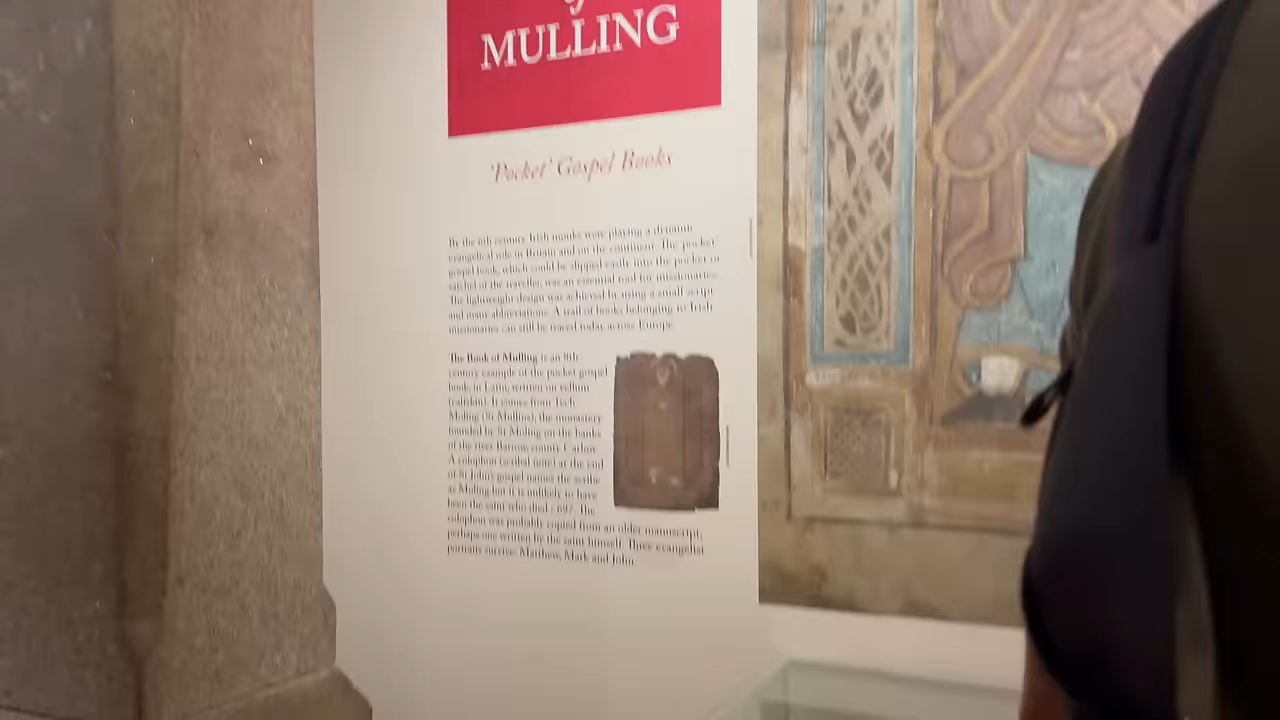 of
MULLING
'Pocket' Gospel Books
By the 6th century Irish monks were playing a dynamic
evangelical role in Britain and on the continent. The 'pocket'
gospel book, which could be slipped easily into the pocket or
satchel of the traveller, was an essential tool for missionaries.
The lightweight design was achieved by using a small script
and many abbreviations. A trail of books belonging to Irish
missionaries can still be traced today across Europe.
The Book of Mulling is an 8th
century example of the pocket gospel
book, in Latin, written on vellum
(calfskin). It comes from Tech
Moling (St Mullins), the monastery
founded by St Moling on the banks
of the river Barrow, county Carlow.
A colophon (scribal note) at the end
of St John's gospel names the scribe
as Moling but it is unlikely to have
been the saint who died c.697. The
colophon was probably copied from an older manuscript,
perhaps one written by the saint himself. Three evangelist
portraits survive: Matthew, Mark and John.